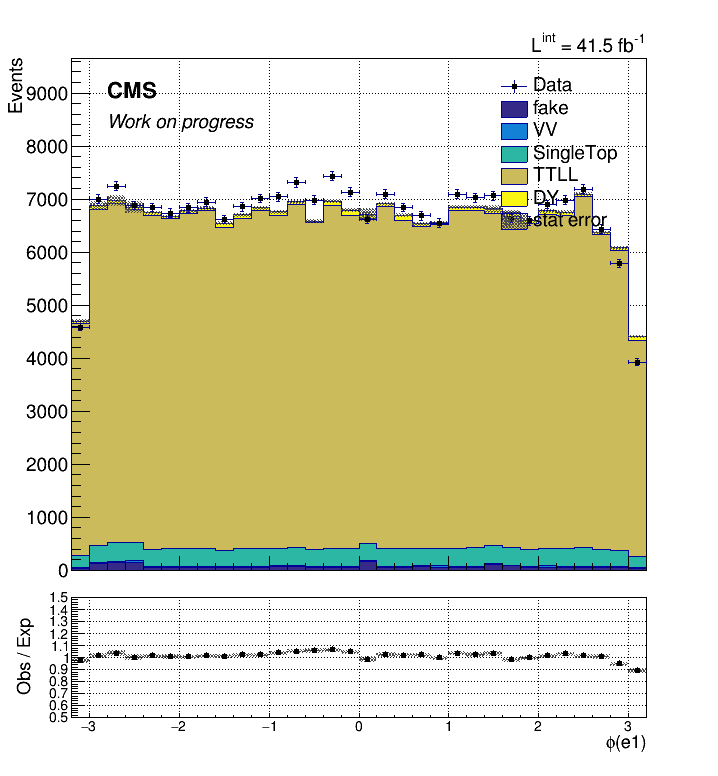 L^int = 41.5 fb^-1
Events
CMS
Work on progress
Data
fake
VV
SingleTop
TTLL
DY
stat error
9000
8000
7000
6000
5000
4000
3000
2000
1000
0
Obs / Exp
1.5
1.4
1.3
1.2
1.1
1
0.9
0.8
0.7
0.6
0.5
−3 −2 −1 0 1 2 3
ϕ(e1)